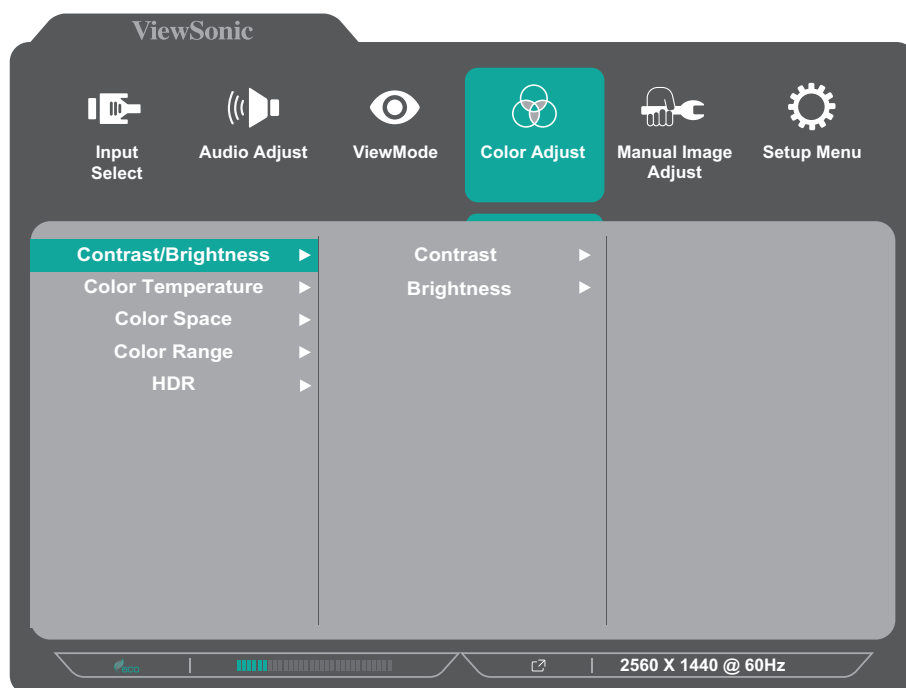 ViewSonic
Input
Select
Audio Adjust
ViewMode
Color Adjust
Manual Image
Adjust
Setup Menu
Contrast/Brightness
Contrast
Color Temperature
Brightness
Color Space
Color Range
HDR
eco
2560 X 1440 @ 60Hz